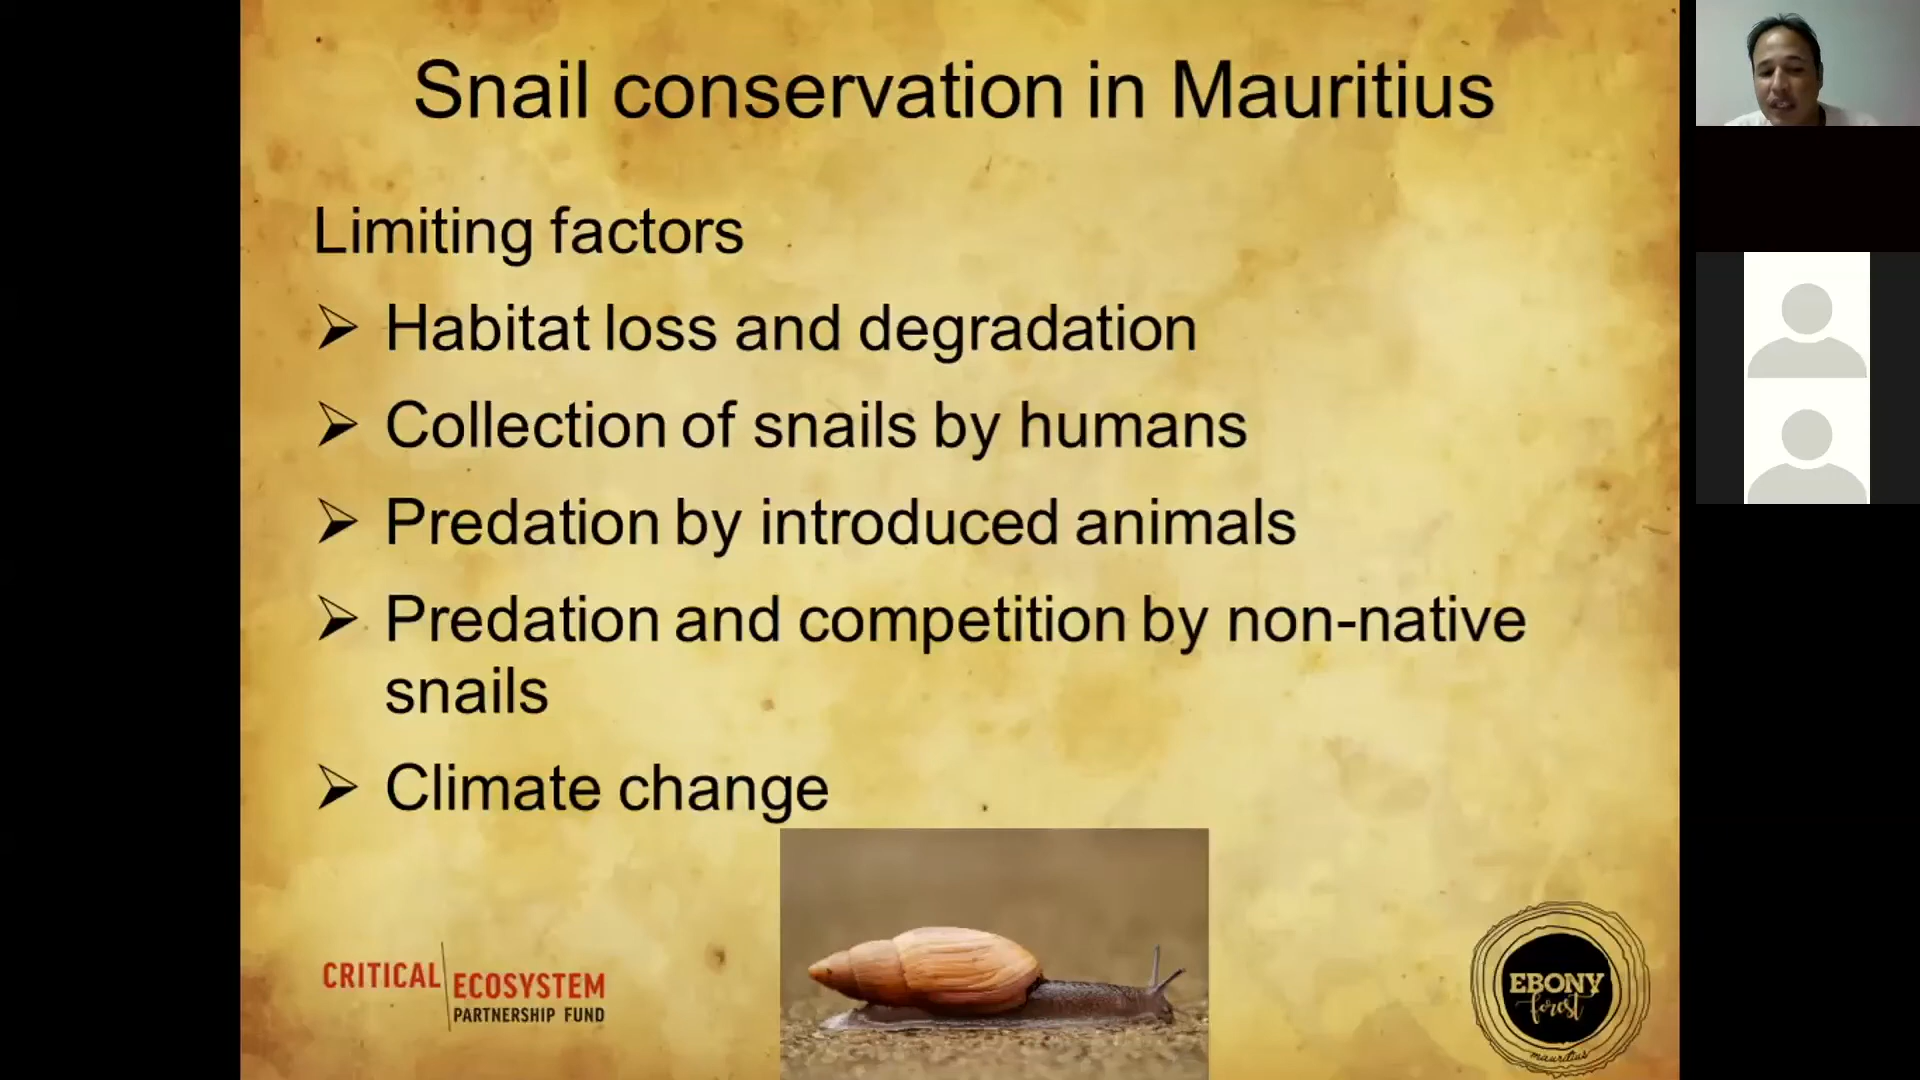 Snail conservation in Mauritius
Limiting factors
Habitat loss and degradation
Collection of snails by humans
Predation by introduced animals
Predation and competition by non-native
snails
Climate change
CRITICAL ECOSYSTEM
PARTNERSHIP FUND
EBONY
forest
mauritius